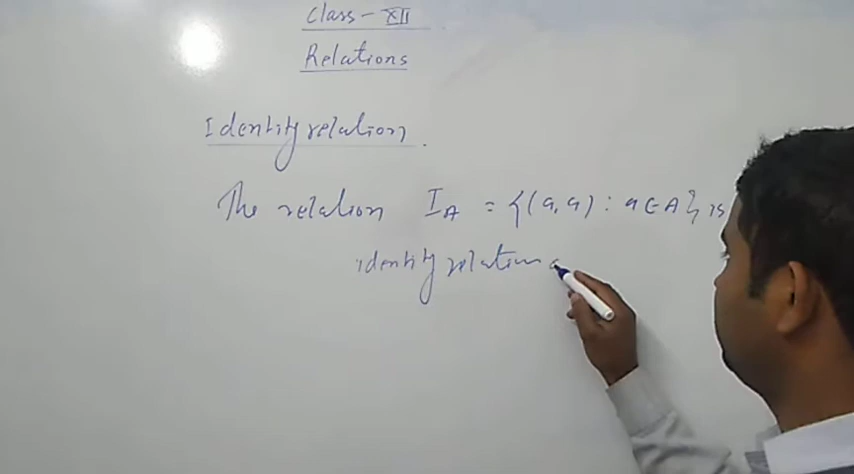 Class - XII
Relations
Identity relation.
The relation I_A = {(a, a) : a ∈ A} is
identity relation